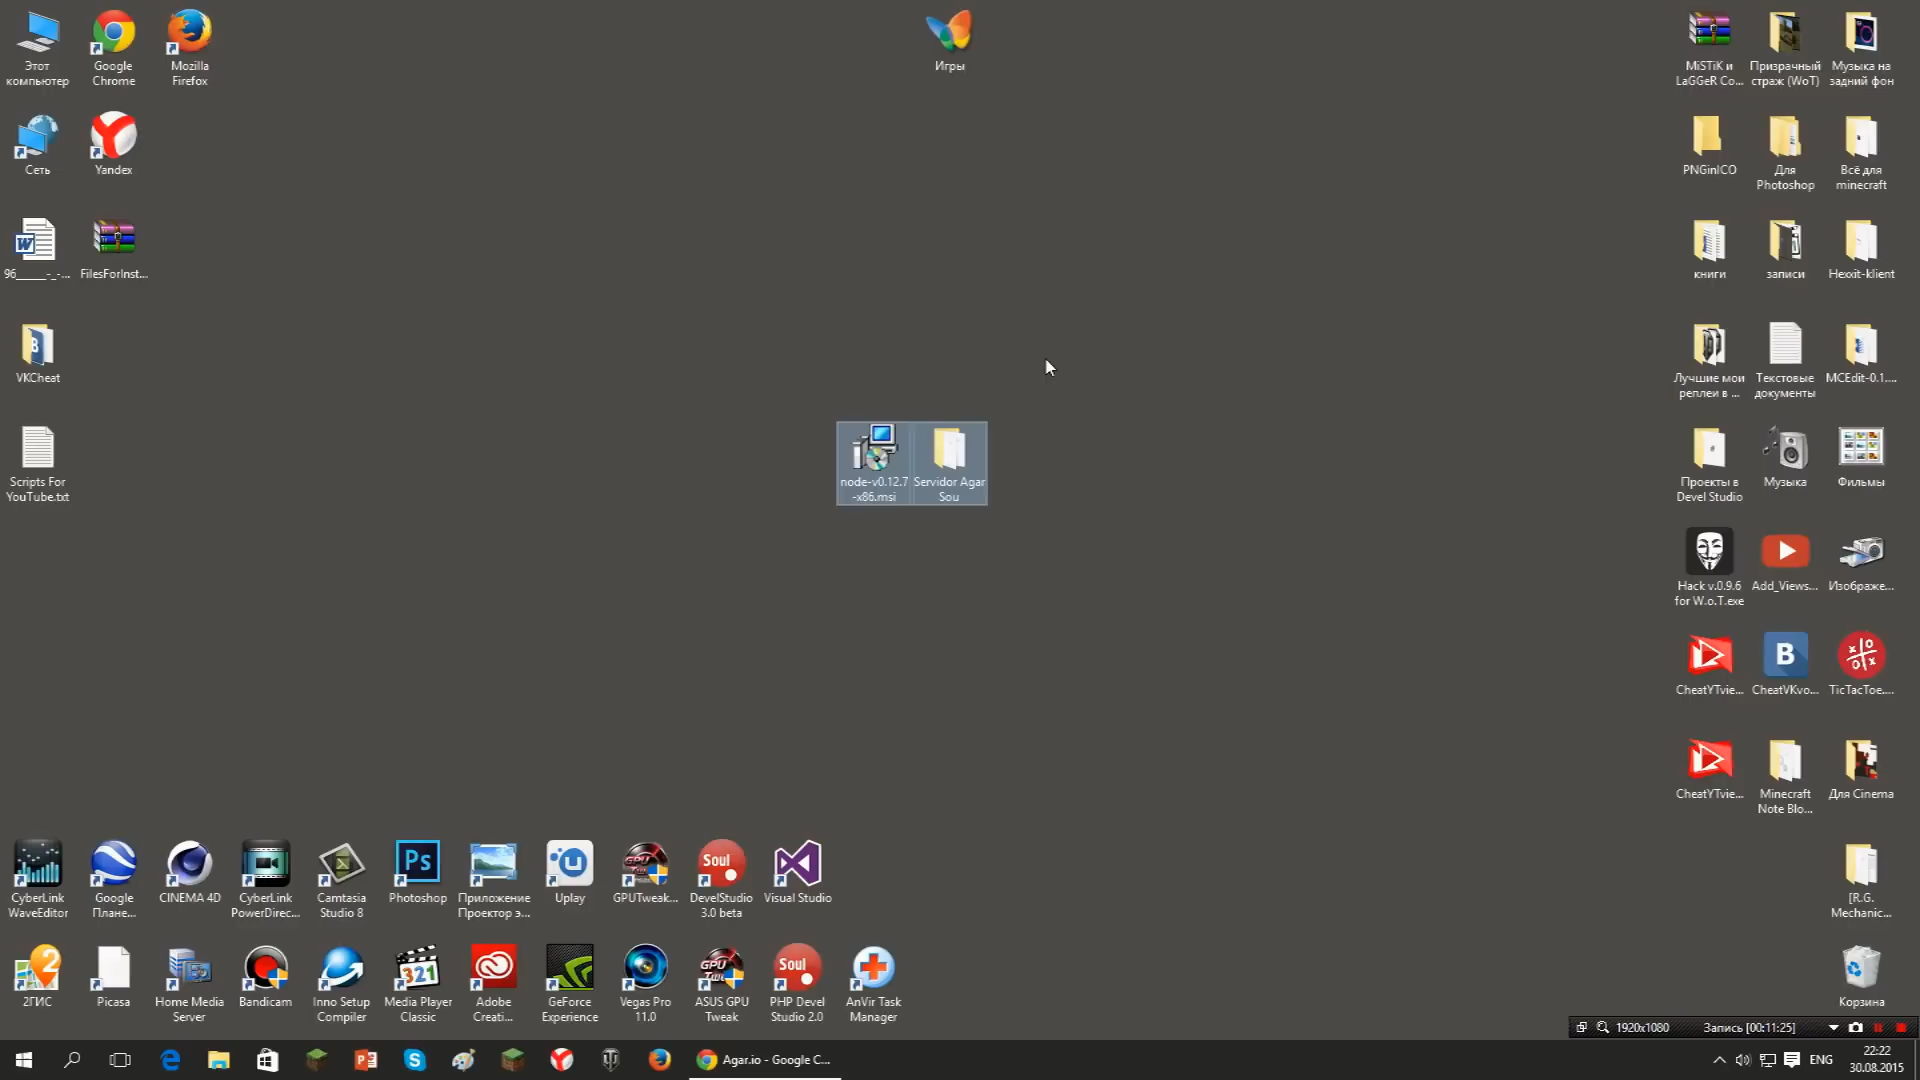 Этот
компьютер
Google
Chrome
Mozilla
Firefox
Игры
MiSTiK и
LaGGeR Co...
Призрачный
страж (WoT)
Музыка на
задний фон
Сеть
Yandex
PNGinICO
Для
Photoshop
Всё для
minecraft
96_____-_-...
FilesForInst...
книги
записи
Hexxit-klient
VKCheat
Лучшие мои
реплеи в ...
Текстовые
документы
MCEdit-0.1....
Scripts For
YouTube.txt
node-v0.12.7
-x86.msi
Servidor Agar
Sou
Проекты в
Devel Studio
Музыка
Фильмы
Hack v.0.9.6
for W.o.T.exe
Add_Views...
Изображе...
CheatYTvie...
B
CheatVKvo...
TicTacToe....
CheatYTvie...
Minecraft
Note Blo...
Для Cinema
CyberLink
WaveEditor
Google
Плане...
CINEMA 4D
CyberLink
PowerDirec...
Camtasia
Studio 8
Ps
Photoshop
Приложение
Проектор э...
Uplay
GPUTweak...
Soul
DevelStudio
3.0 beta
Visual Studio
[R.G.
Mechanic...
2ГИС
Picasa
Home Media
Server
Bandicam
Inno Setup
Compiler
321
Media Player
Classic
Adobe
Creati...
GeForce
Experience
Vegas Pro
11.0
ASUS GPU
Tweak
Soul
PHP Devel
Studio 2.0
AnVir Task
Manager
Корзина
1920x1080
Запись [00:11:25]
Agar.io - Google C...
ENG
22:22
30.08.2015